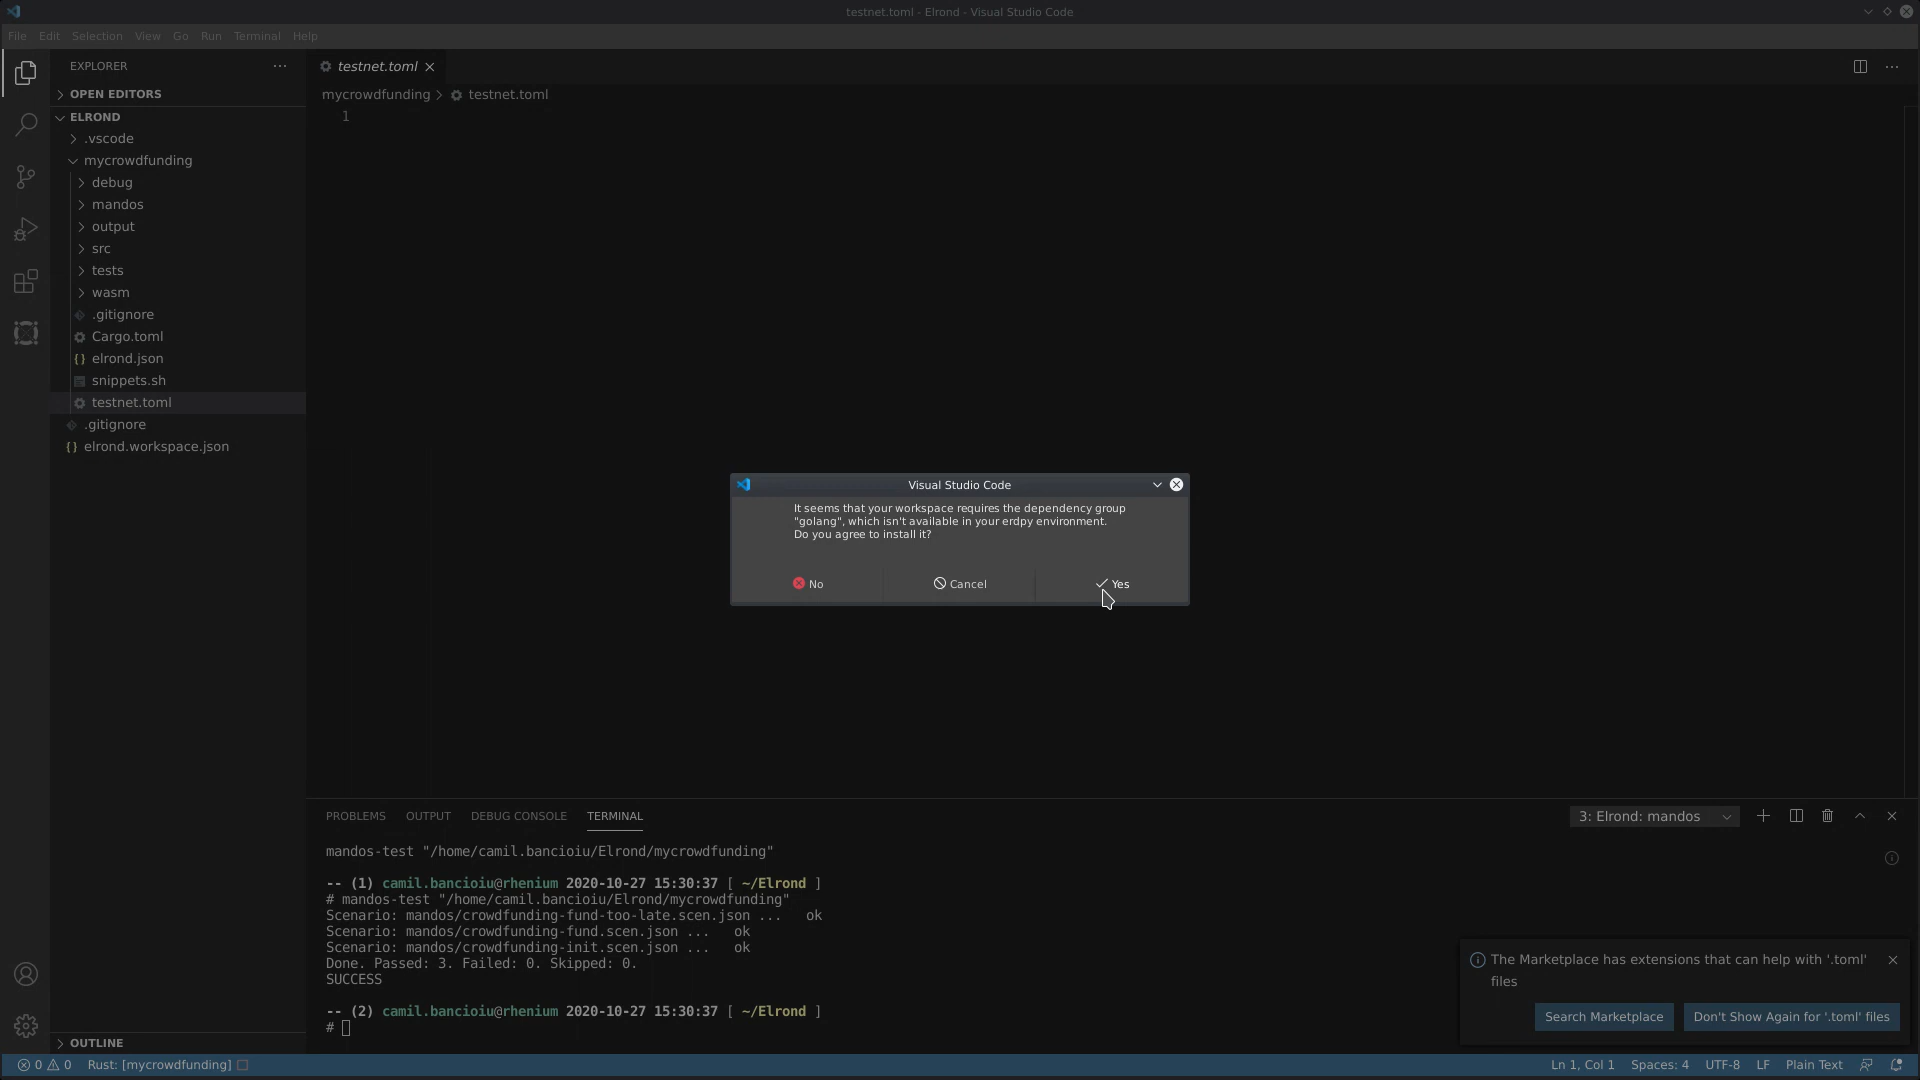 testnet.toml - Elrond - Visual Studio Code
File Edit Selection View Go Run Terminal Help
EXPLORER
OPEN EDITORS
ELROND
.vscode
mycrowdfunding
debug
mandos
output
src
tests
wasm
.gitignore
Cargo.toml
{} elrond.json
snippets.sh
testnet.toml
.gitignore
{} elrond.workspace.json
OUTLINE
testnet.toml
mycrowdfunding > testnet.toml
1
Visual Studio Code
It seems that your workspace requires the dependency group
"golang", which isn't available in your erdpy environment.
Do you agree to install it?
No Cancel Yes
PROBLEMS OUTPUT DEBUG CONSOLE TERMINAL
3: Elrond: mandos
mandos-test "/home/camil.bancioiu/Elrond/mycrowdfunding"
-- (1) camil.bancioiu@rhenium 2020-10-27 15:30:37 [ ~/Elrond ]
# mandos-test "/home/camil.bancioiu/Elrond/mycrowdfunding"
Scenario: mandos/crowdfunding-fund-too-late.scen.json ...   ok
Scenario: mandos/crowdfunding-fund.scen.json ...   ok
Scenario: mandos/crowdfunding-init.scen.json ...   ok
Done. Passed: 3. Failed: 0. Skipped: 0.
SUCCESS
-- (2) camil.bancioiu@rhenium 2020-10-27 15:30:37 [ ~/Elrond ]
#
The Marketplace has extensions that can help with '.toml'
files
Search Marketplace Don't Show Again for '.toml' files
0 0 Rust: [mycrowdfunding] Ln 1, Col 1 Spaces: 4 UTF-8 LF Plain Text